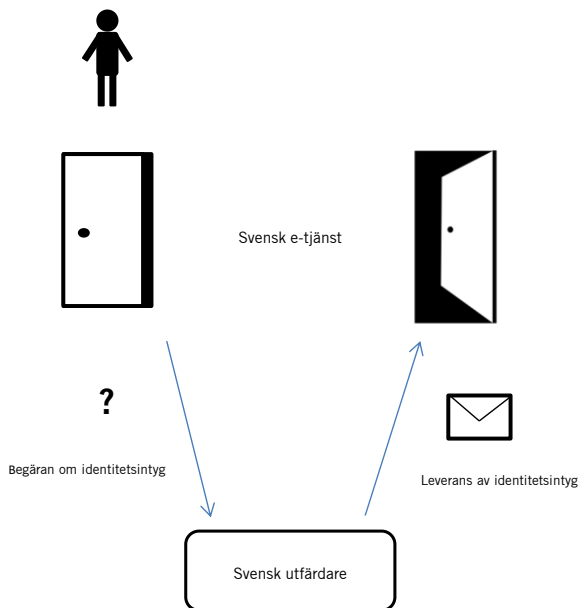 Svensk e-tjänst
?
Begäran om identitetsintyg
Leverans av identitetsintyg
Svensk utfärdare